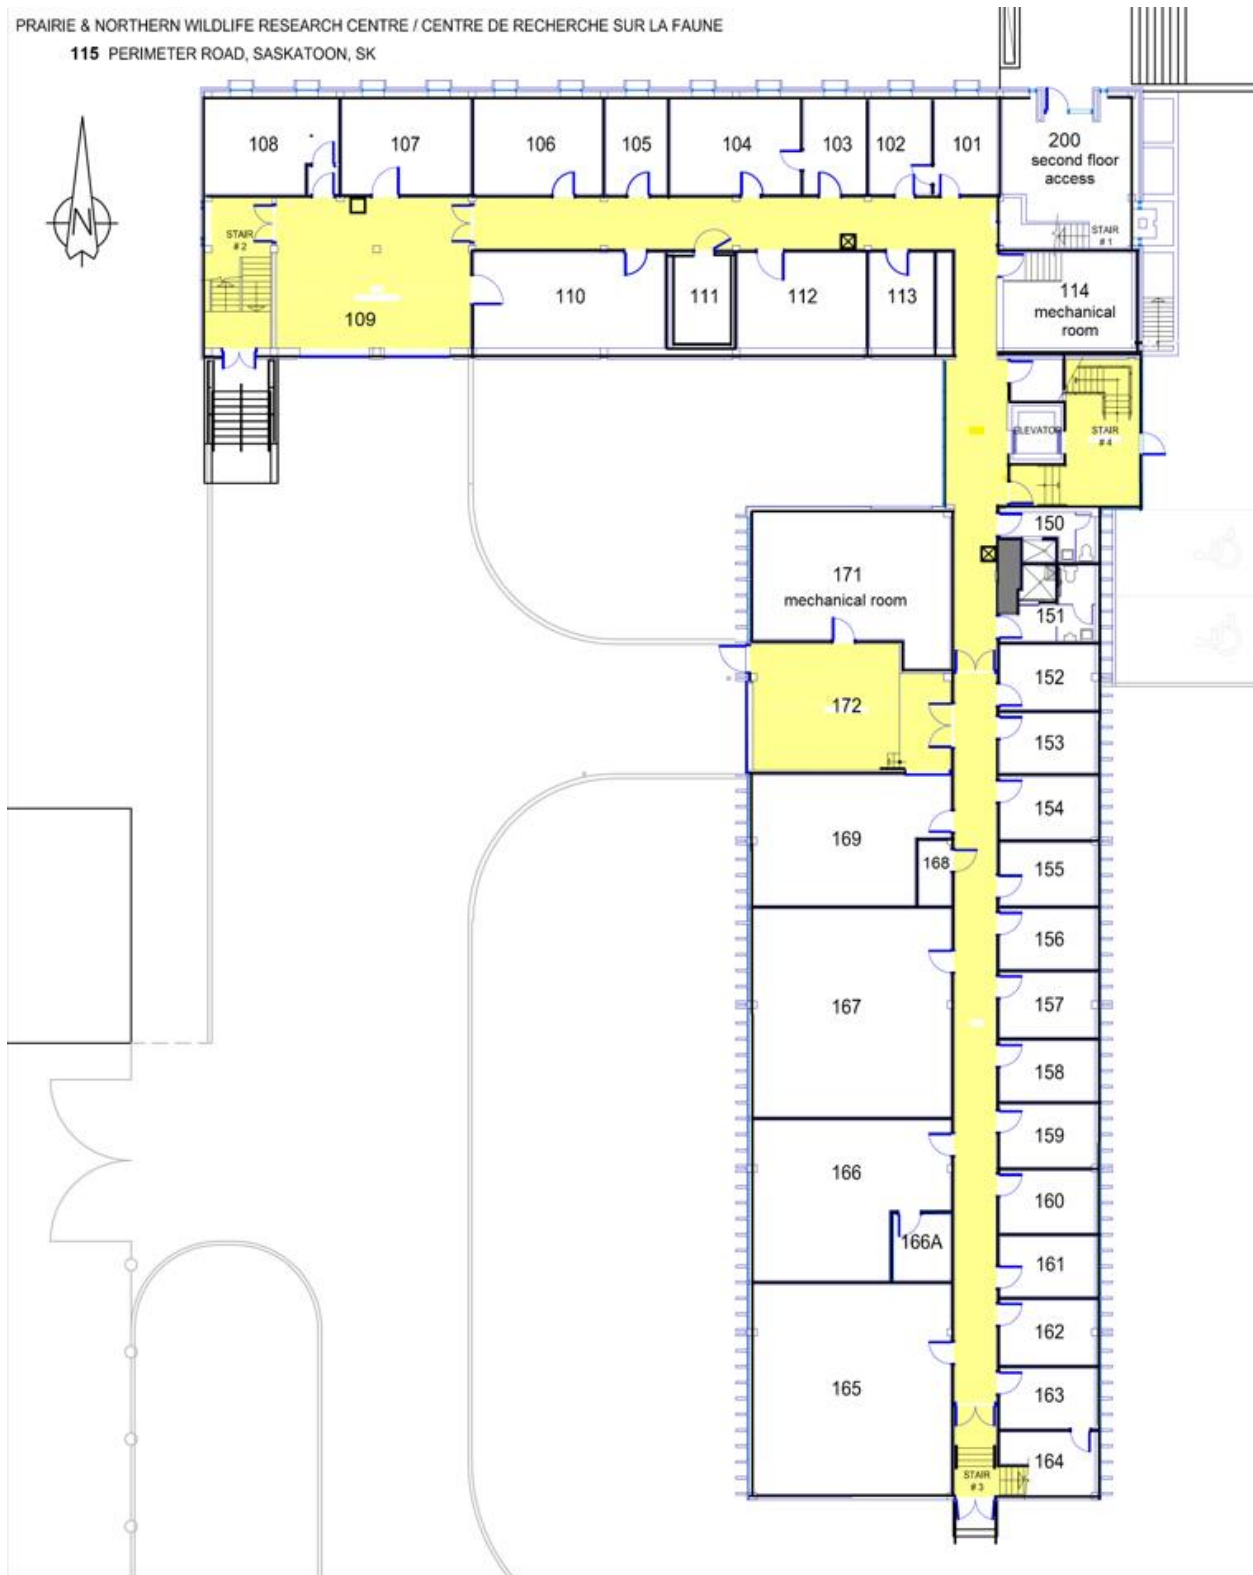 PRAIRIE & NORTHERN WILDLIFE RESEARCH CENTRE / CENTRE DE RECHERCHE SUR LA FAUNE
115 PERIMETER ROAD, SASKATOON, SK
N
108
107
106
105
104
103
102
101
200
second floor
access
STAIR
# 1
STAIR
# 2
109
110
111
112
113
114
mechanical
room
ELEVATOR
STAIR
# 4
150
171
mechanical room
151
152
172
153
154
169
168
155
156
167
157
158
159
166
160
166A
161
162
165
163
164
STAIR
# 3